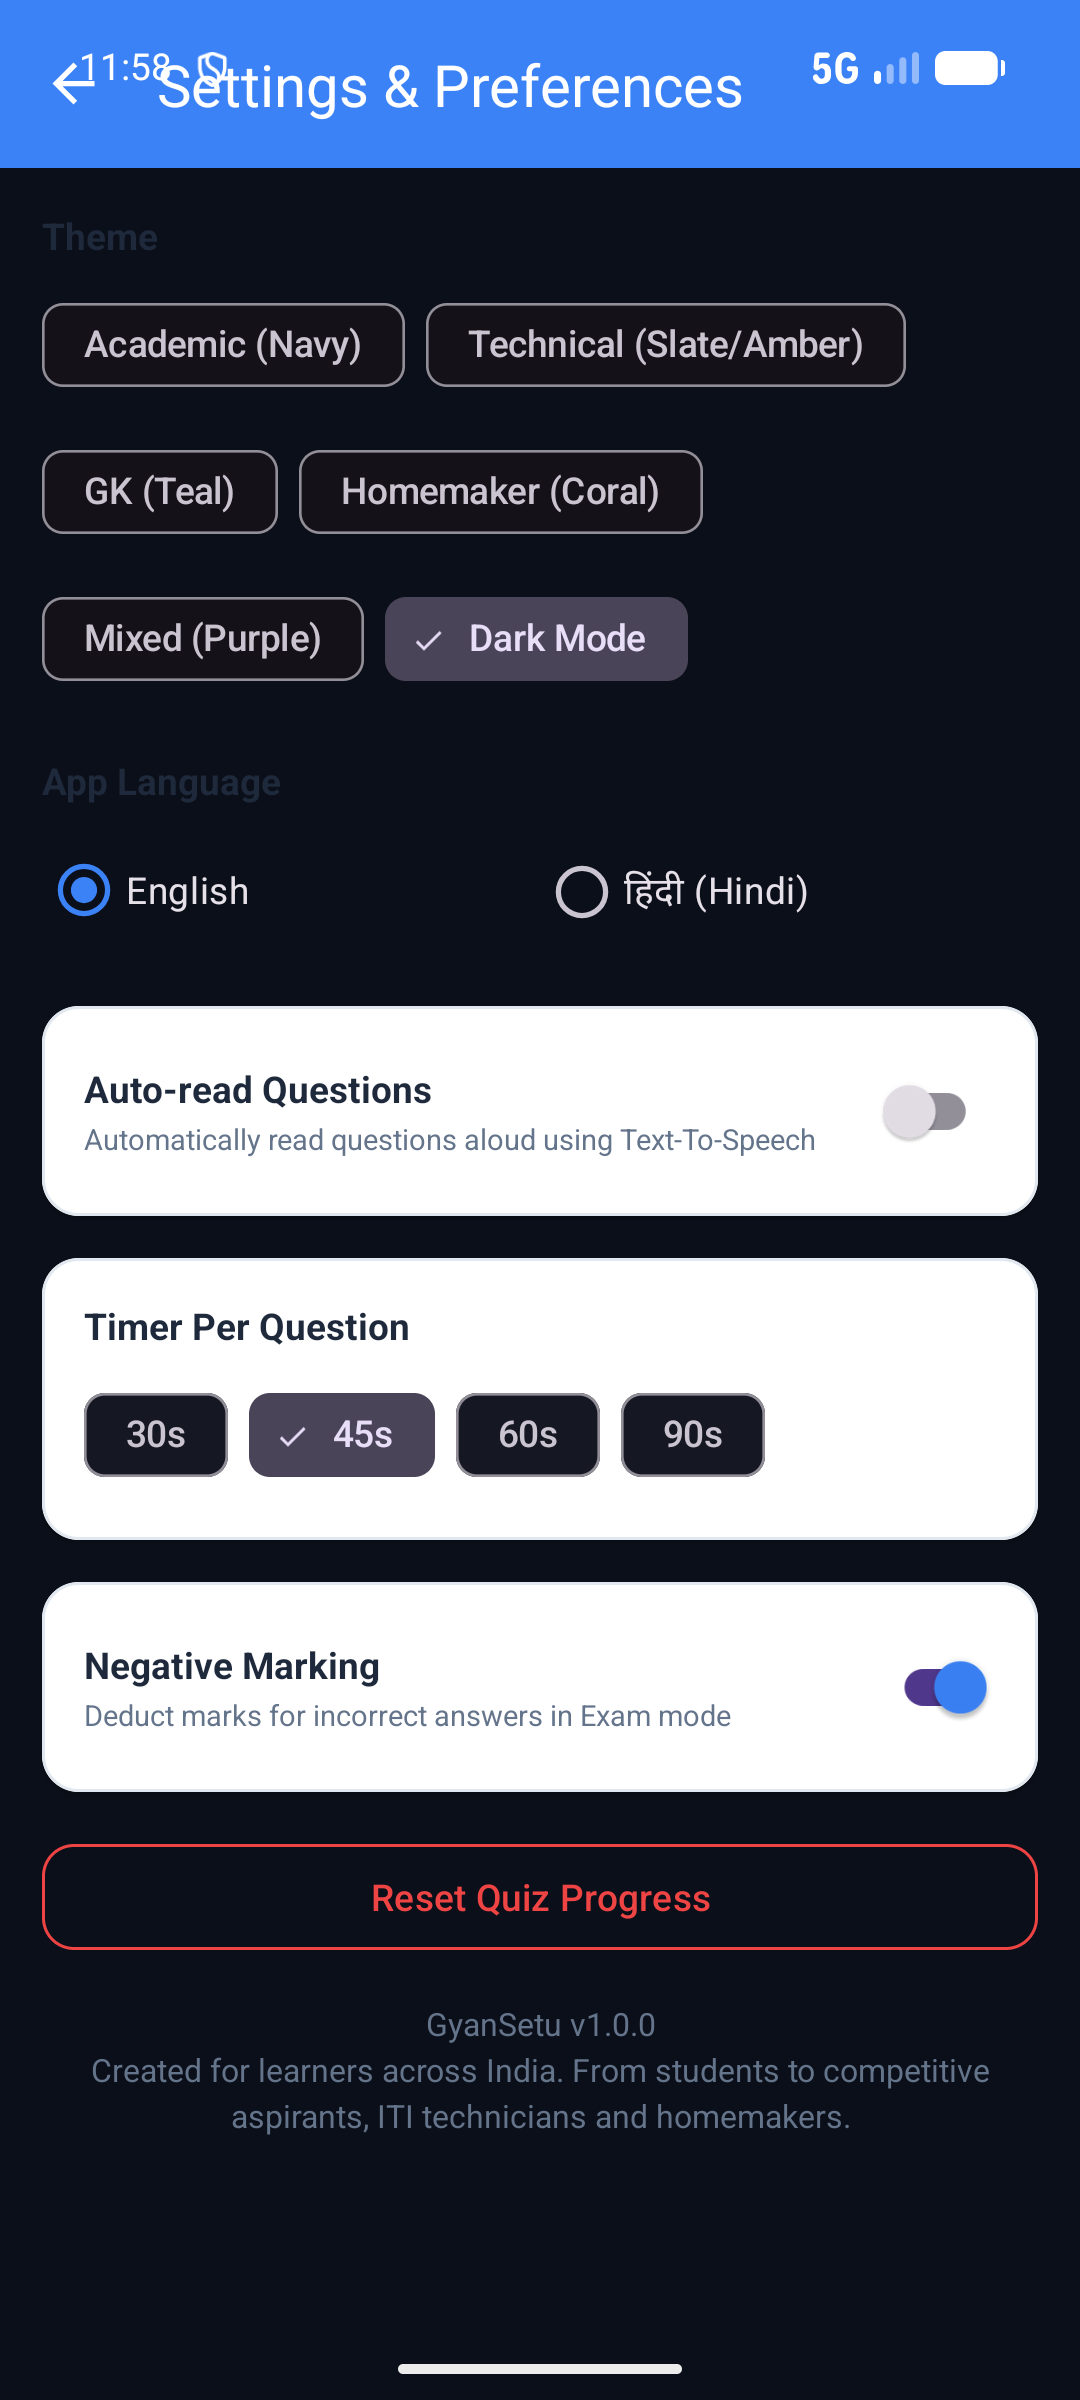 11:58
5G
Settings & Preferences
Theme
Academic (Navy)
Technical (Slate/Amber)
GK (Teal)
Homemaker (Coral)
Mixed (Purple)
Dark Mode
App Language
English
हिंदी (Hindi)
Auto-read Questions
Automatically read questions aloud using Text-To-Speech
Timer Per Question
30s
45s
60s
90s
Negative Marking
Deduct marks for incorrect answers in Exam mode
Reset Quiz Progress
GyanSetu v1.0.0
Created for learners across India. From students to competitive
aspirants, ITI technicians and homemakers.